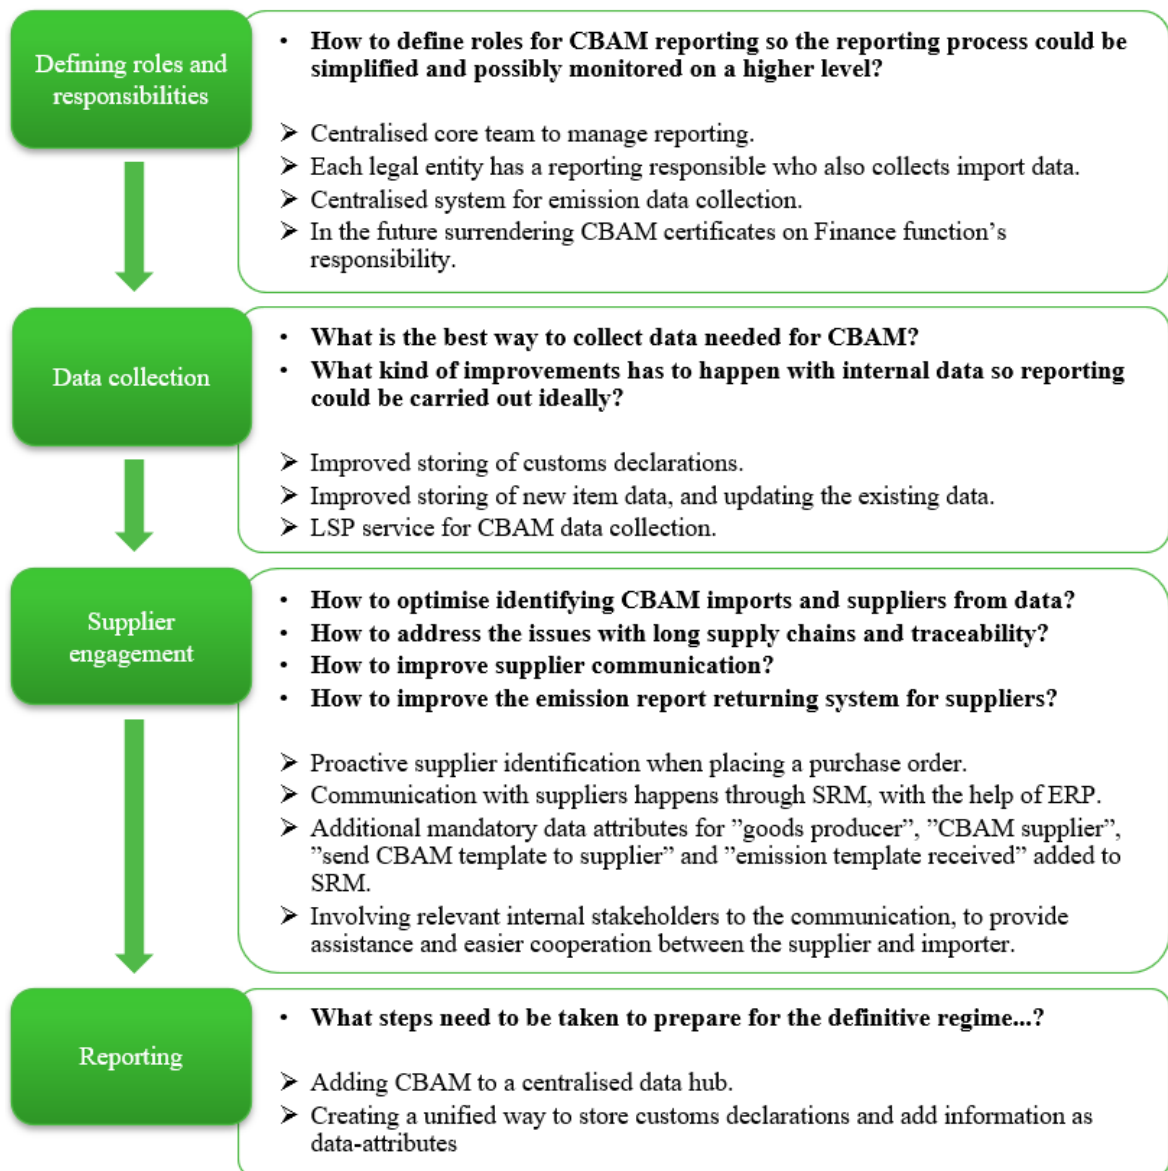 Defining roles and
responsibilities
• How to define roles for CBAM reporting so the reporting process could be
simplified and possibly monitored on a higher level?
➢ Centralised core team to manage reporting.
➢ Each legal entity has a reporting responsible who also collects import data.
➢ Centralised system for emission data collection.
➢ In the future surrendering CBAM certificates on Finance function’s
responsibility.
Data collection
• What is the best way to collect data needed for CBAM?
• What kind of improvements has to happen with internal data so reporting
could be carried out ideally?
➢ Improved storing of customs declarations.
➢ Improved storing of new item data, and updating the existing data.
➢ LSP service for CBAM data collection.
Supplier
engagement
• How to optimise identifying CBAM imports and suppliers from data?
• How to address the issues with long supply chains and traceability?
• How to improve supplier communication?
• How to improve the emission report returning system for suppliers?
➢ Proactive supplier identification when placing a purchase order.
➢ Communication with suppliers happens through SRM, with the help of ERP.
➢ Additional mandatory data attributes for ”goods producer”, ”CBAM supplier”,
”send CBAM template to supplier” and ”emission template received” added to
SRM.
➢ Involving relevant internal stakeholders to the communication, to provide
assistance and easier cooperation between the supplier and importer.
Reporting
• What steps need to be taken to prepare for the definitive regime...?
➢ Adding CBAM to a centralised data hub.
➢ Creating a unified way to store customs declarations and add information as
data-attributes